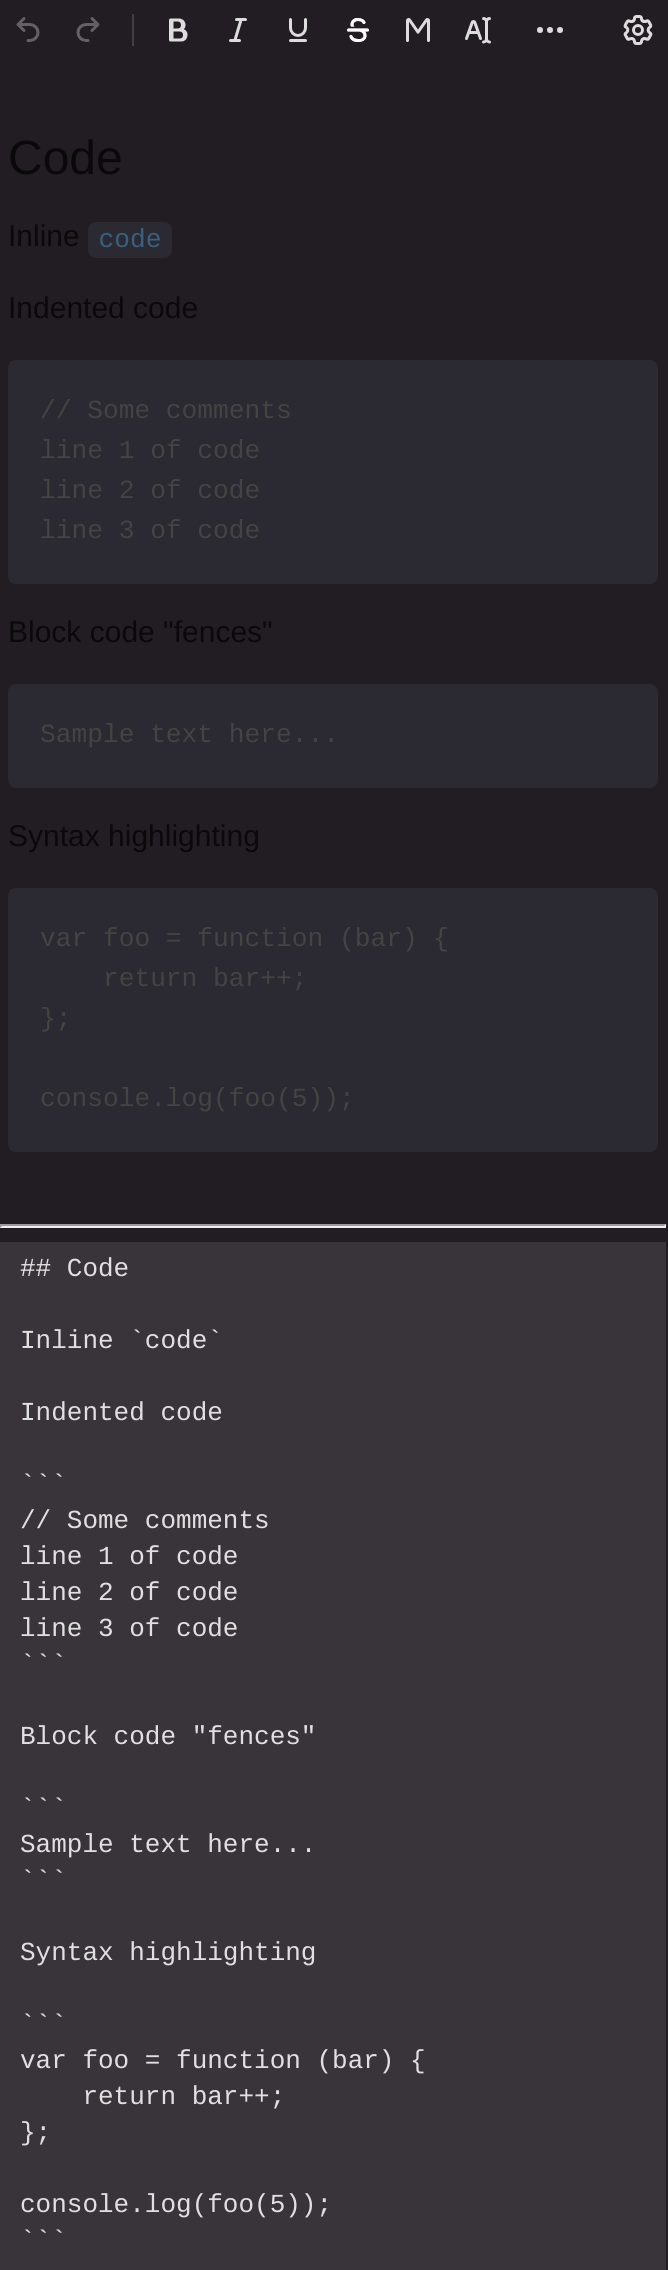 B I U S M A
Code
Inline code
Indented code
// Some comments
line 1 of code
line 2 of code
line 3 of code
Block code "fences"
Sample text here...
Syntax highlighting
var foo = function (bar) {
    return bar++;
};
console.log(foo(5));
## Code
Inline `code`
Indented code
```
// Some comments
line 1 of code
line 2 of code
line 3 of code
```
Block code "fences"
```
Sample text here...
```
Syntax highlighting
```
var foo = function (bar) {
    return bar++;
};
console.log(foo(5));
```